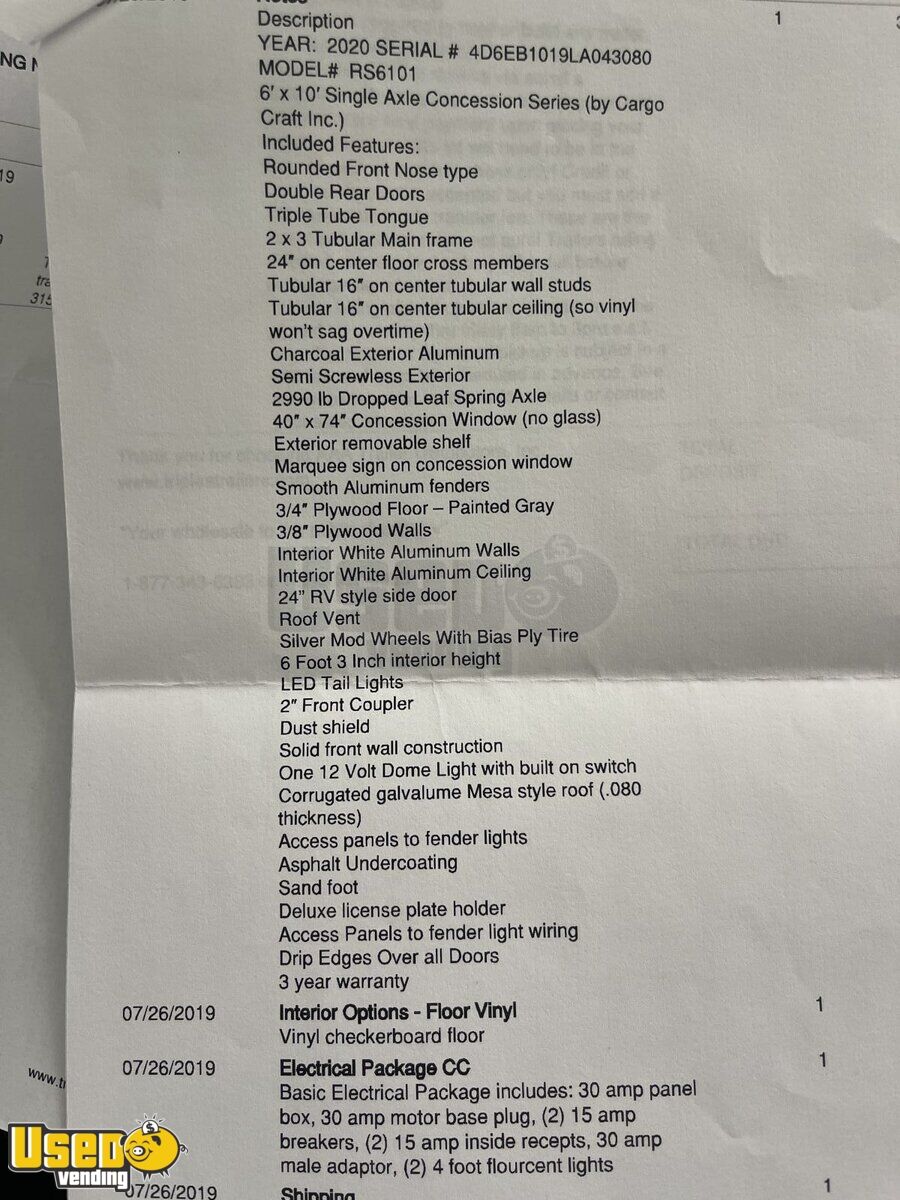 Description 1
YEAR: 2020 SERIAL # 4D6EB1019LA043080
MODEL# RS6101
6' x 10' Single Axle Concession Series (by Cargo
Craft Inc.)
Included Features:
Rounded Front Nose type
Double Rear Doors
Triple Tube Tongue
2 x 3 Tubular Main frame
24" on center floor cross members
Tubular 16" on center tubular wall studs
Tubular 16" on center tubular ceiling (so vinyl
won't sag overtime)
Charcoal Exterior Aluminum
Semi Screwless Exterior
2990 lb Dropped Leaf Spring Axle
40" x 74" Concession Window (no glass)
Exterior removable shelf
Marquee sign on concession window
Smooth Aluminum fenders
3/4" Plywood Floor – Painted Gray
3/8" Plywood Walls
Interior White Aluminum Walls
Interior White Aluminum Ceiling
24" RV style side door
Roof Vent
Silver Mod Wheels With Bias Ply Tire
6 Foot 3 Inch interior height
LED Tail Lights
2" Front Coupler
Dust shield
Solid front wall construction
One 12 Volt Dome Light with built on switch
Corrugated galvalume Mesa style roof (.080
thickness)
Access panels to fender lights
Asphalt Undercoating
Sand foot
Deluxe license plate holder
Access Panels to fender light wiring
Drip Edges Over all Doors
3 year warranty
07/26/2019 Interior Options - Floor Vinyl 1
Vinyl checkerboard floor
07/26/2019 Electrical Package CC 1
Basic Electrical Package includes: 30 amp panel
box, 30 amp motor base plug, (2) 15 amp
breakers, (2) 15 amp inside recepts, 30 amp
male adaptor, (2) 4 foot flourcent lights
07/26/2019 Shipping 1
USED
vending